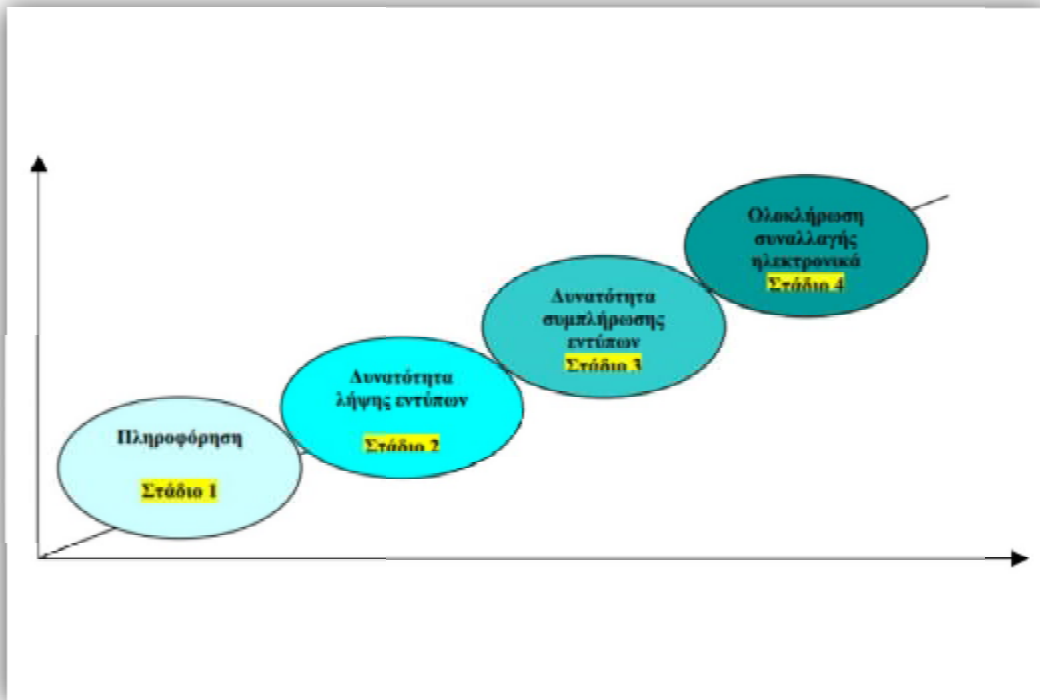 Πληροφόρηση
Στάδιο 1
Δυνατότητα
λήψης εντύπων
Στάδιο 2
Δυνατότητα
συμπλήρωσης
εντύπων
Στάδιο 3
Ολοκλήρωση
συναλλαγής
ηλεκτρονικά
Στάδιο 4